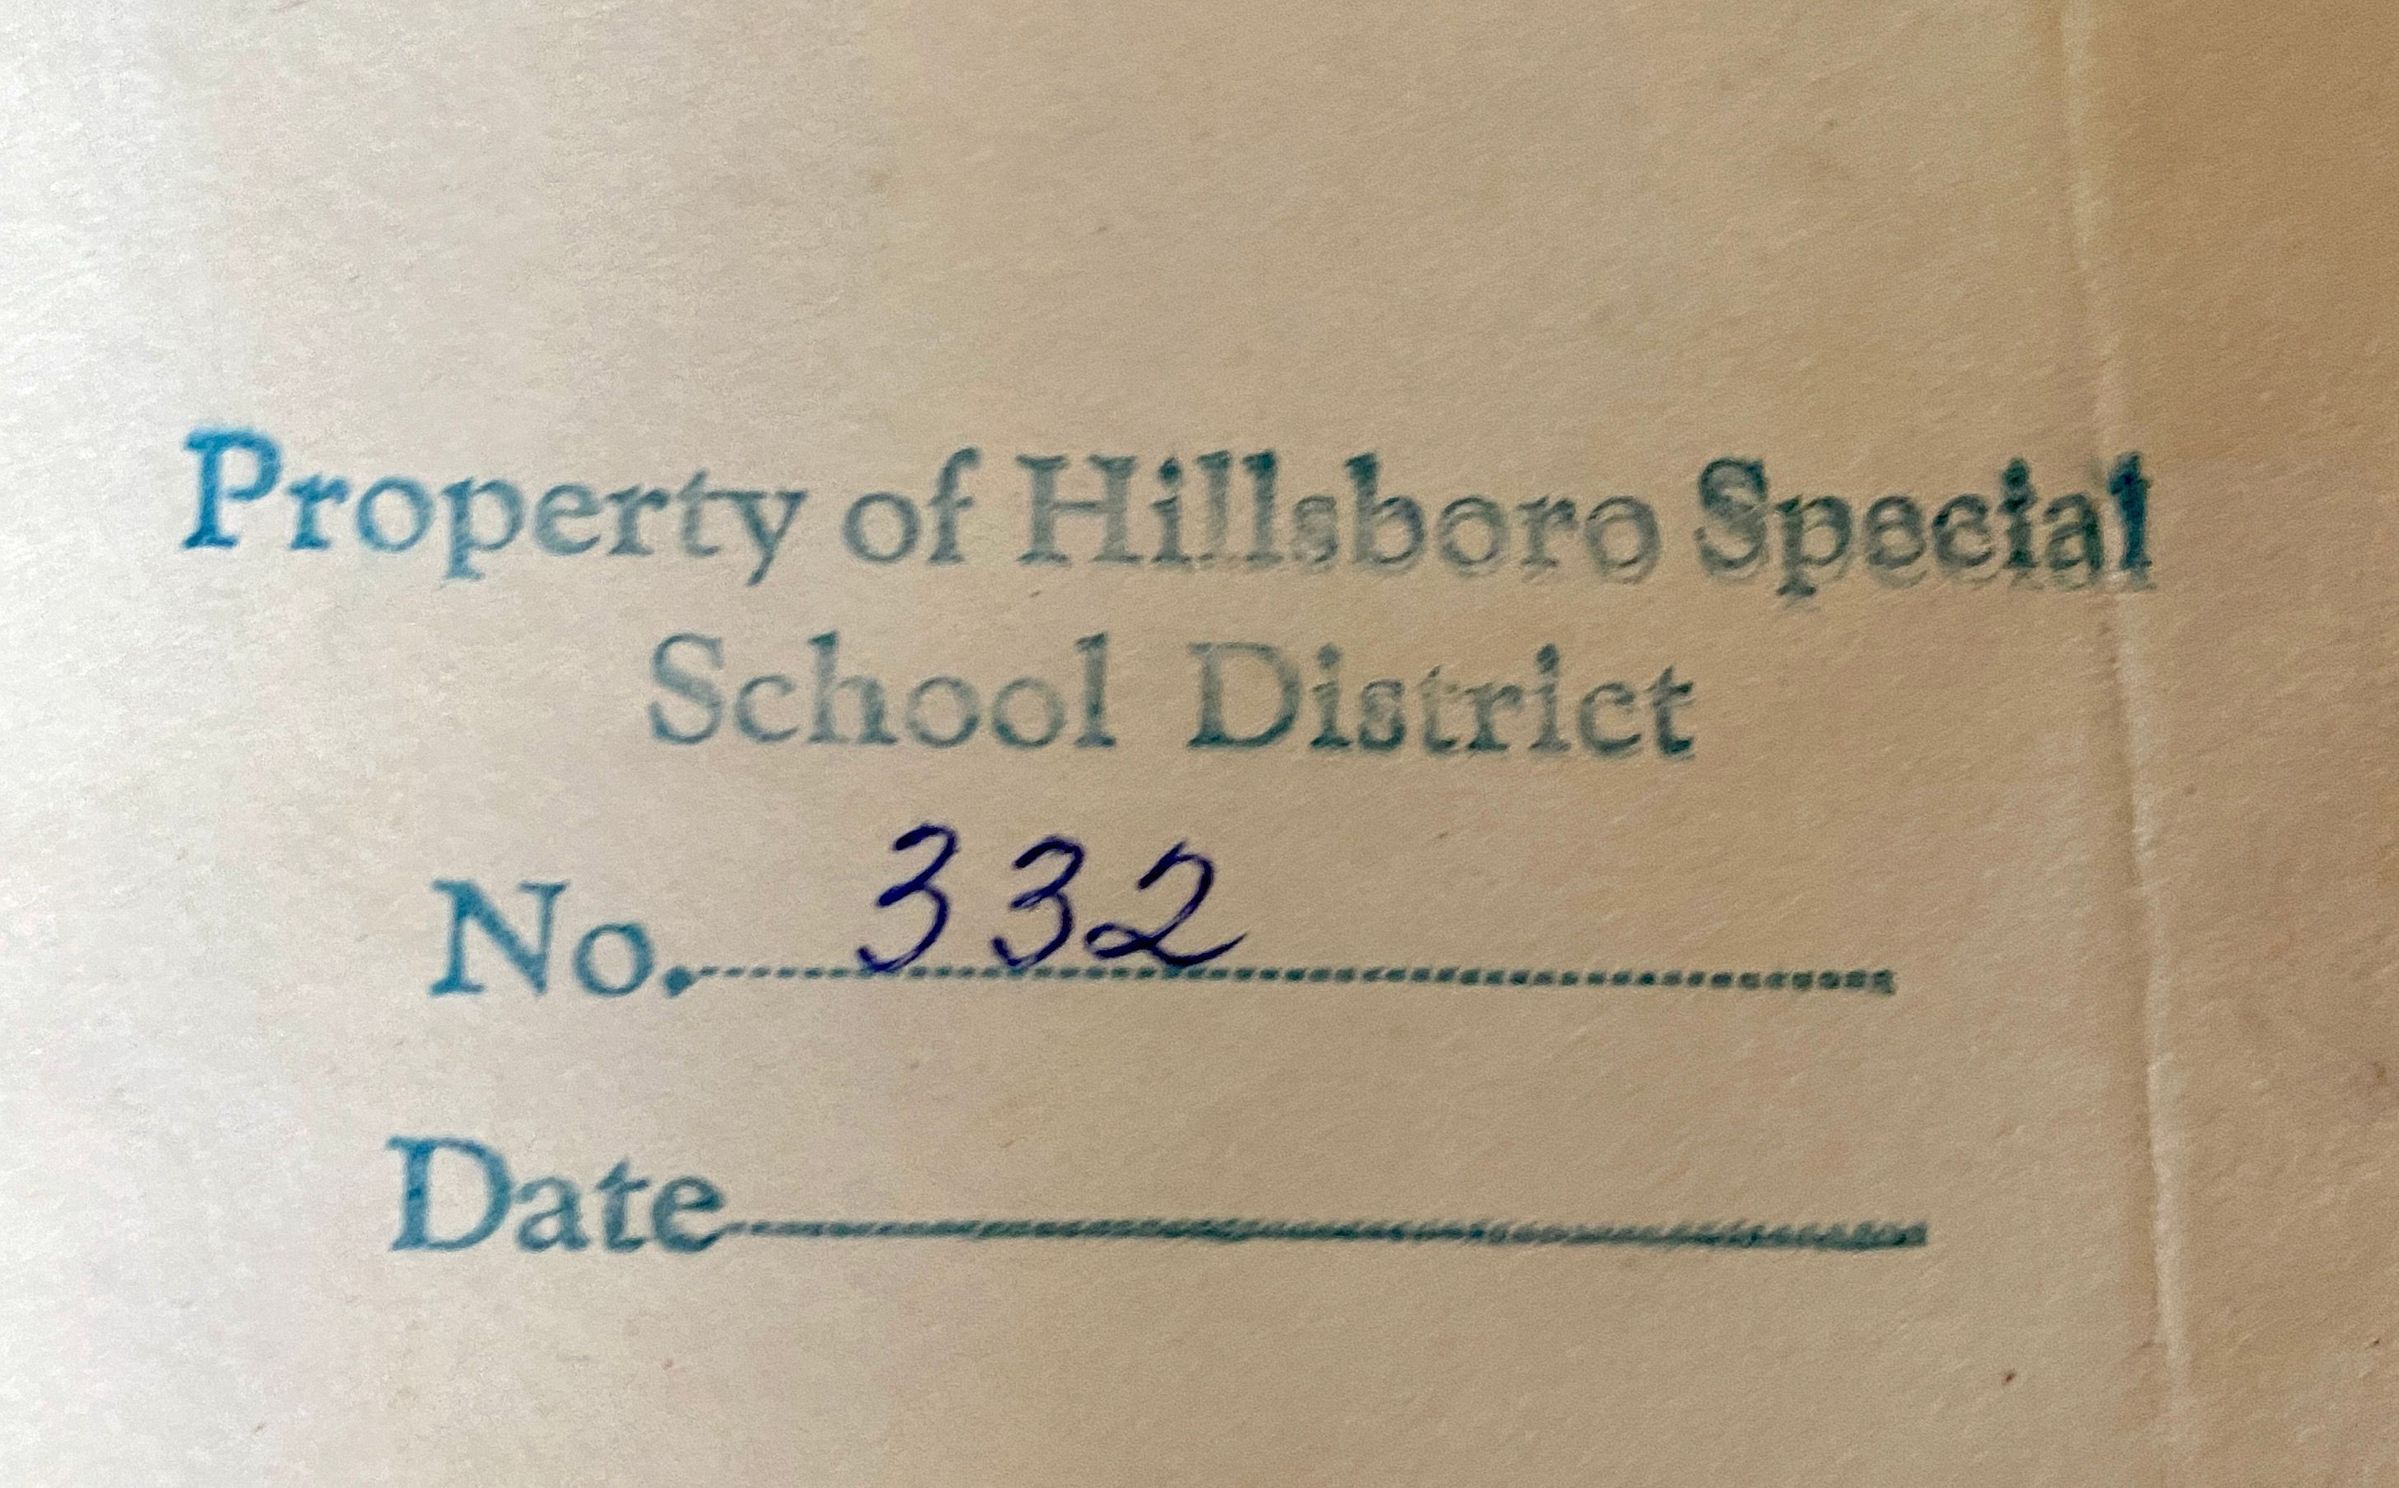 Property of Hillsboro Special
School District
No. 332
Date